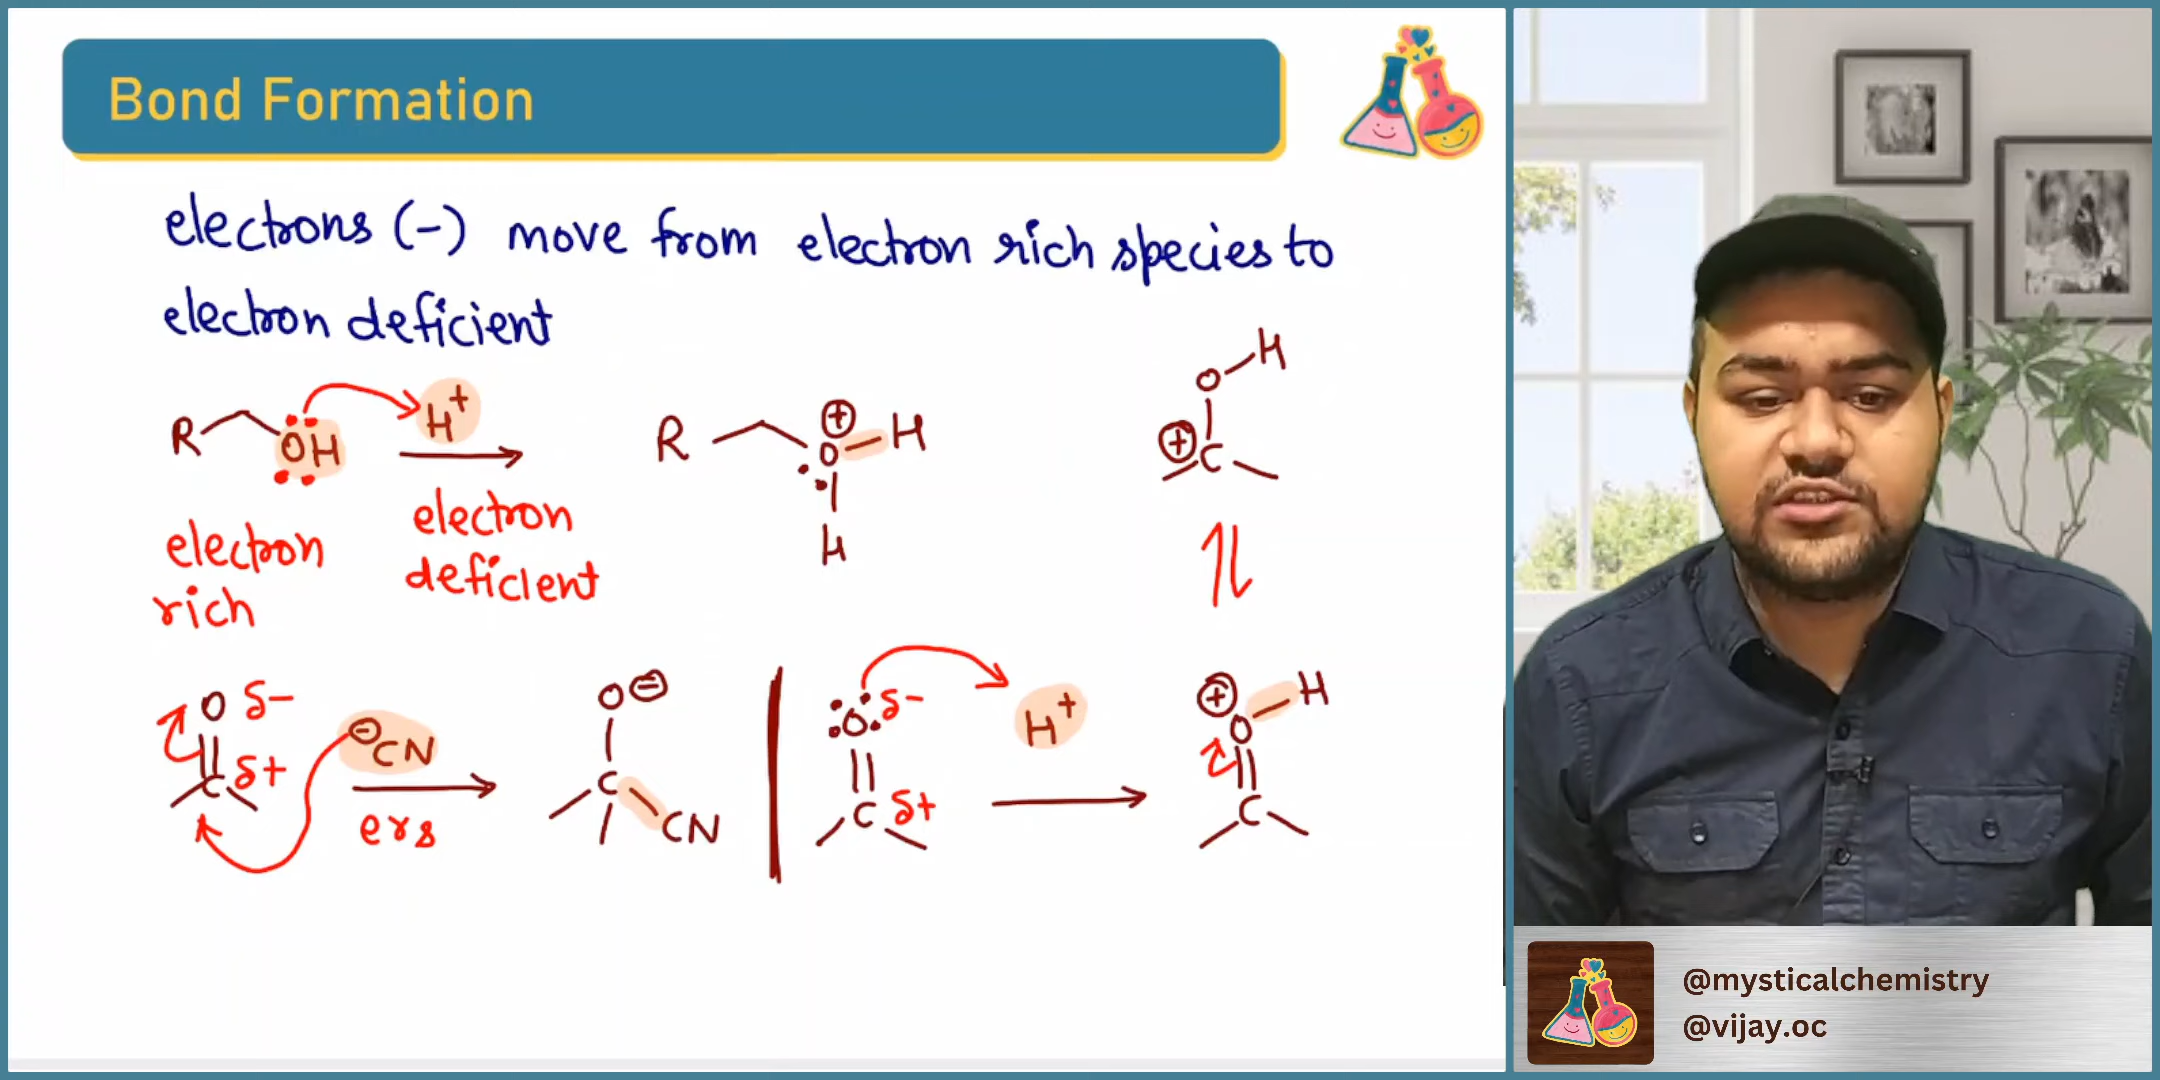 Bond Formation
electrons (-) move from electron rich species to
electron deficient
R OH H+
R O ⊕ H
H
electron
rich
electron
deficient
O H
⊕ C
O δ-
C δ+
⊖CN
ers
O⊖
C
CN
O δ-
C δ+
H+
⊕ H
O
C
@mysticalchemistry
@vijay.oc